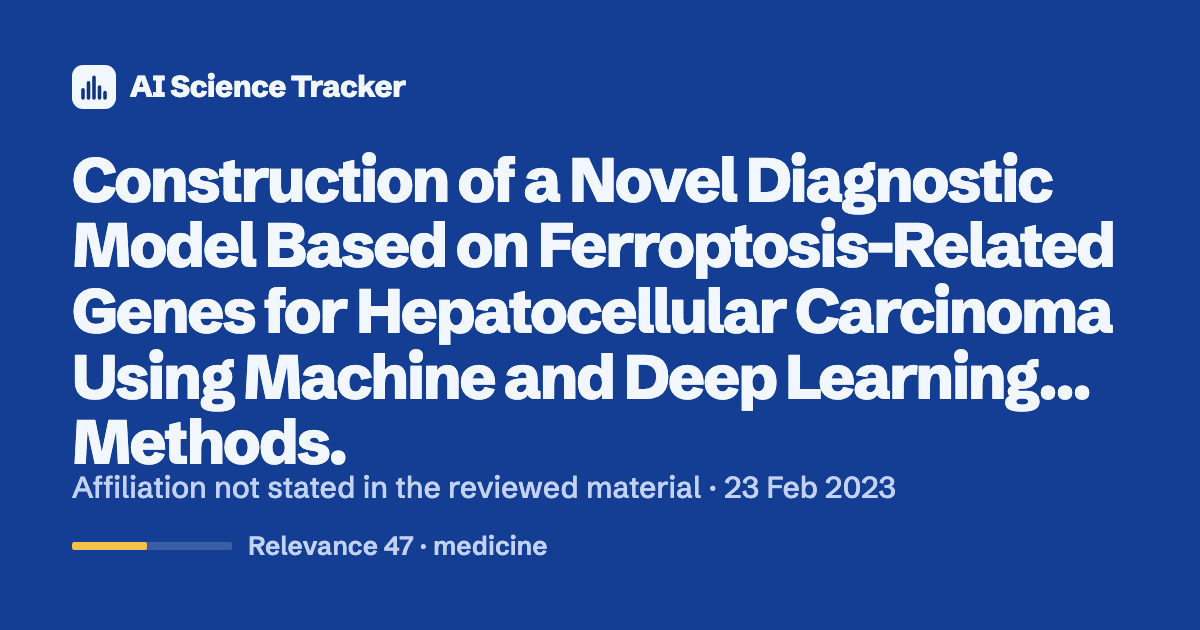 AI Science Tracker
Construction of a Novel Diagnostic
Model Based on Ferroptosis-Related
Genes for Hepatocellular Carcinoma
Using Machine and Deep Learning...
Methods.
Affiliation not stated in the reviewed material · 23 Feb 2023
Relevance 47 · medicine